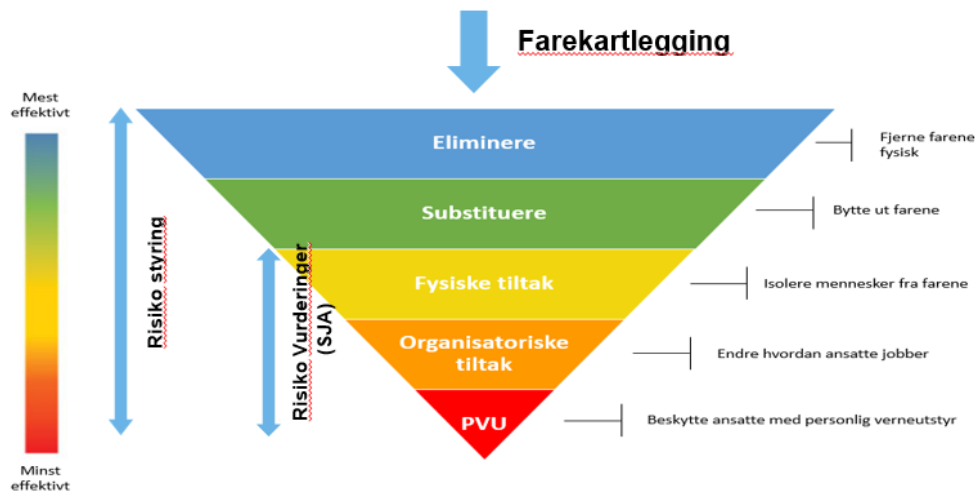 Farekartlegging
Mest
effektivt
Eliminere
Fjerne farene
fysisk
Substituere
Bytte ut farene
Risiko styring
Risiko Vurderinger
(SJA)
Fysiske tiltak
Isolere mennesker fra farene
Organisatoriske
tiltak
Endre hvordan ansatte jobber
PVU
Beskytte ansatte med personlig verneutstyr
Minst
effektivt